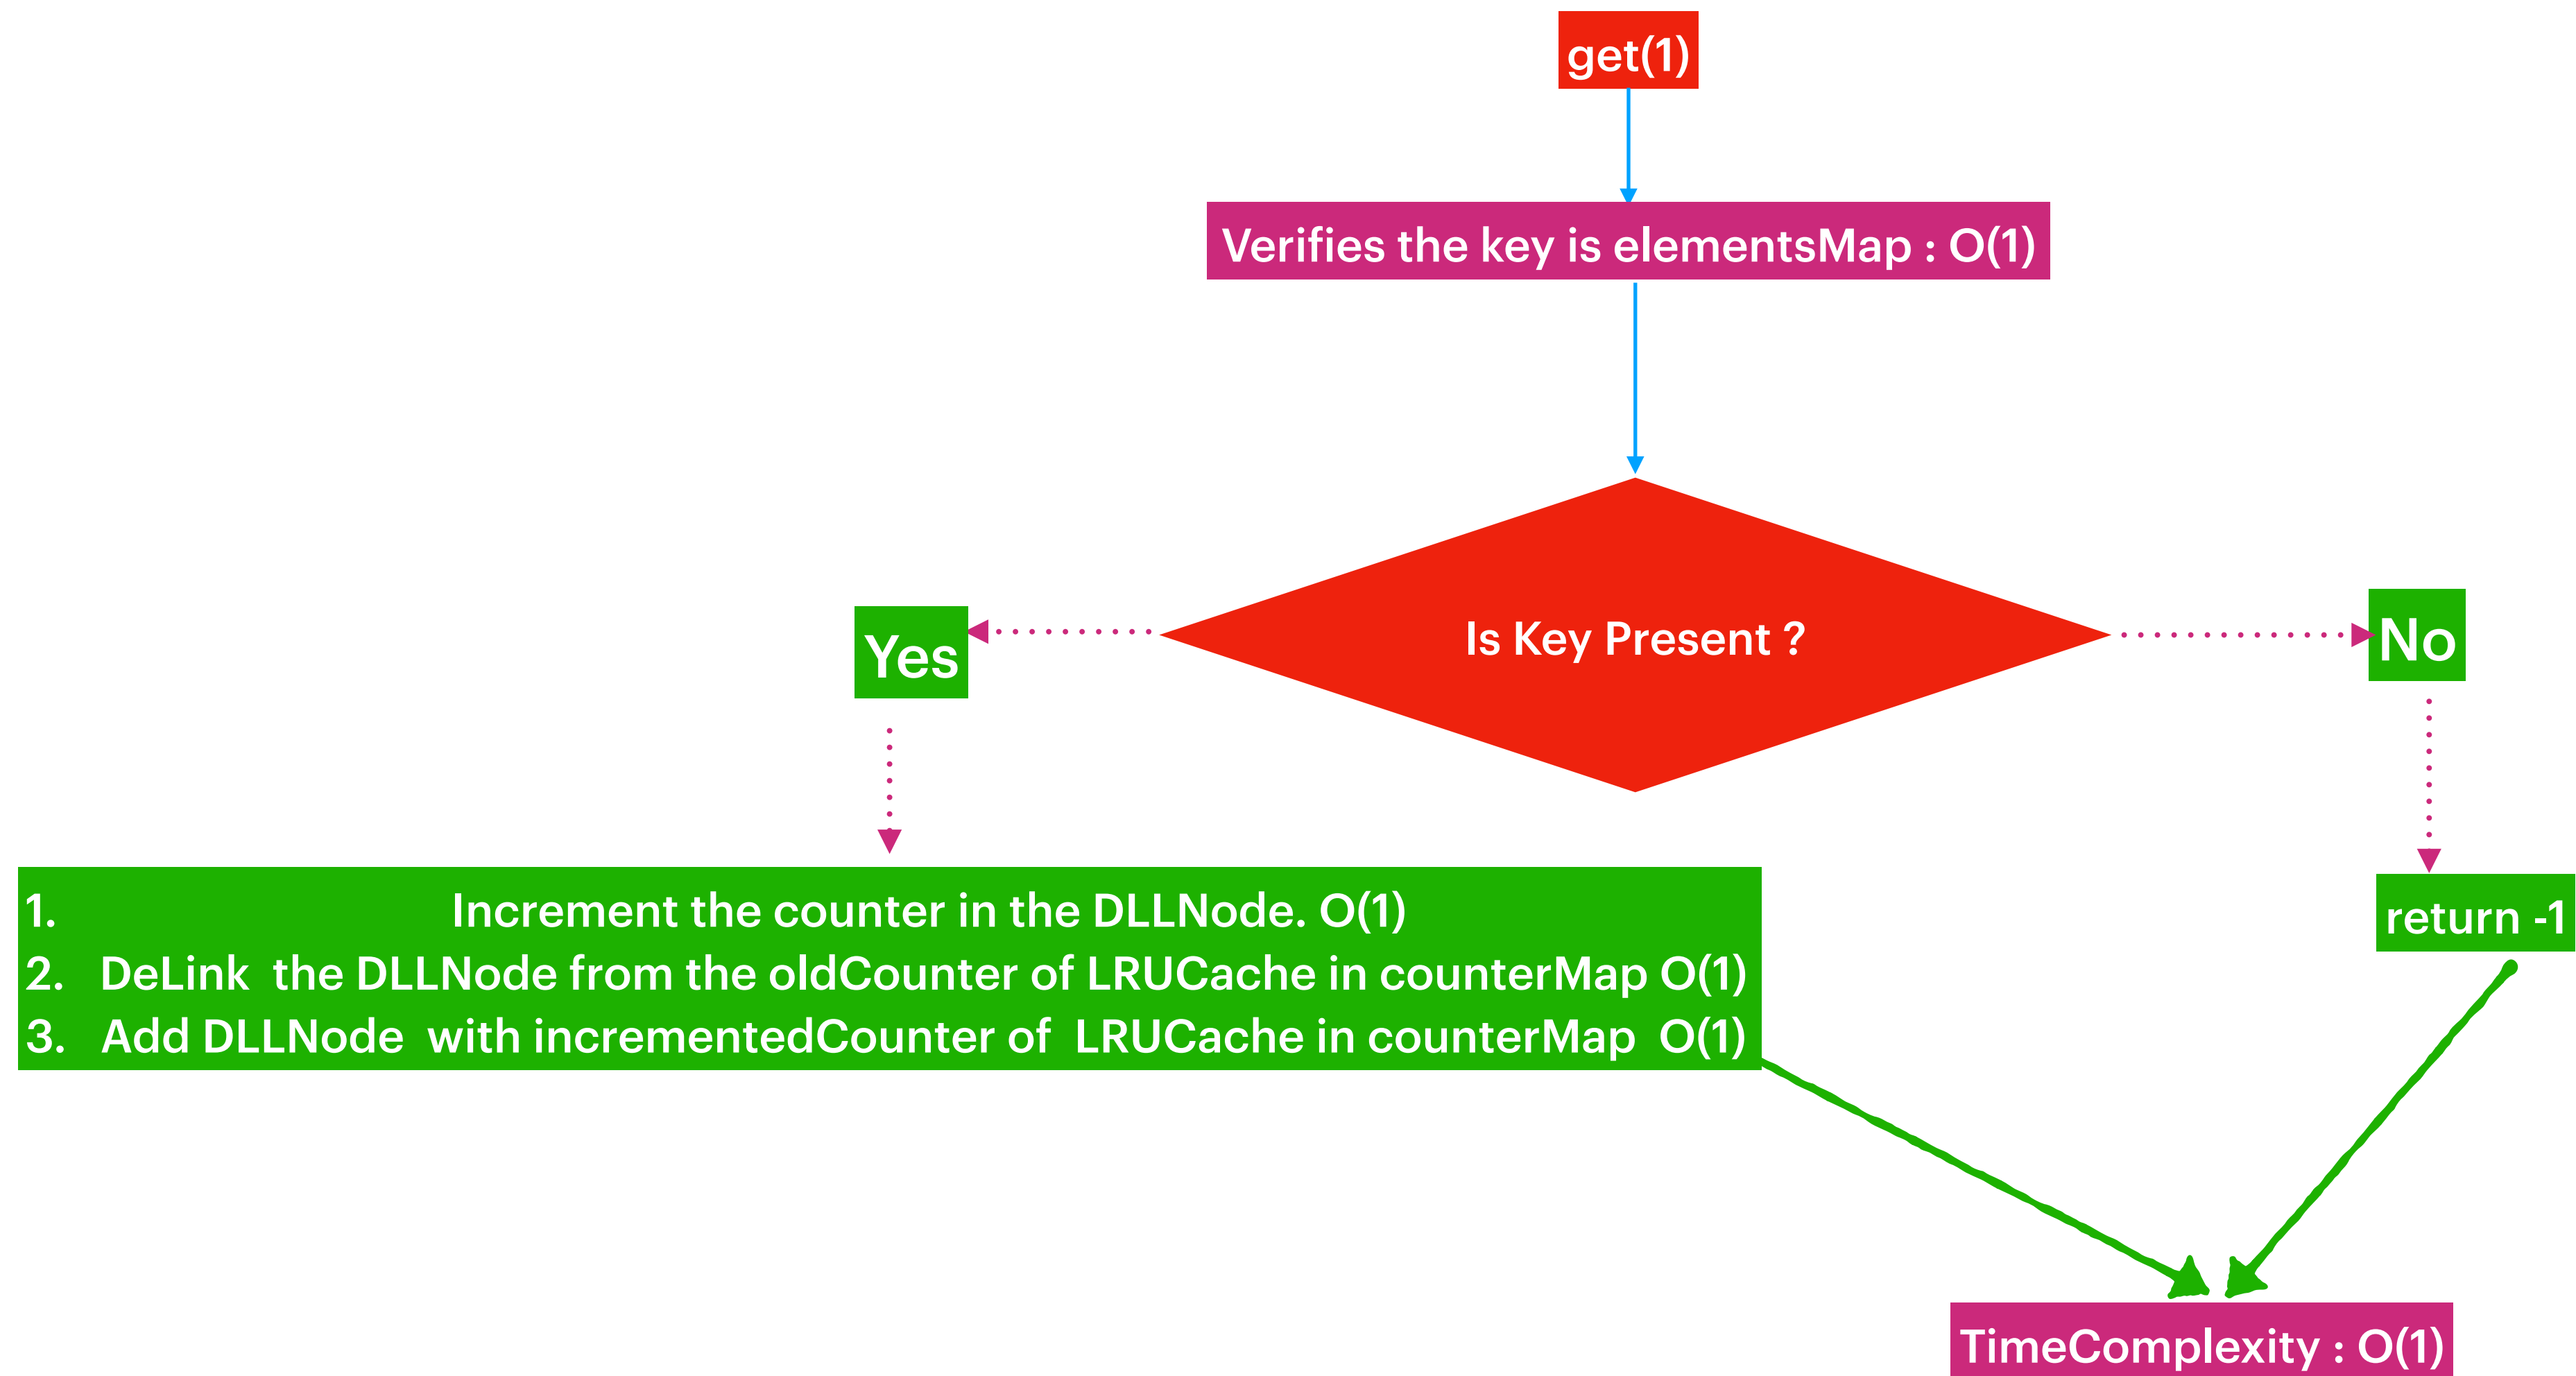 get(1)
Verifies the key is elementsMap : O(1)
Is Key Present ?
Yes
No
1. Increment the counter in the DLLNode. O(1)
2. DeLink the DLLNode from the oldCounter of LRUCache in counterMap O(1)
3. Add DLLNode with incrementedCounter of LRUCache in counterMap O(1)
return -1
TimeComplexity : O(1)